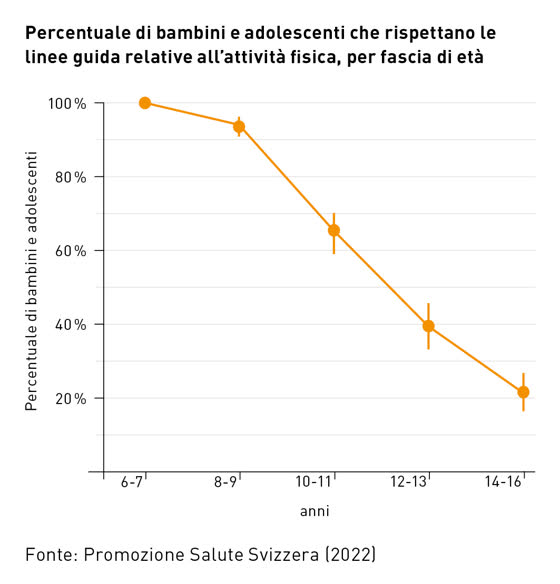 Percentuale di bambini e adolescenti che rispettano le
linee guida relative all’attività fisica, per fascia di età
Percentuale di bambini e adolescenti
100 %
80 %
60 %
40 %
20 %
6-7
8-9
10-11
12-13
14-16
anni
Fonte: Promozione Salute Svizzera (2022)